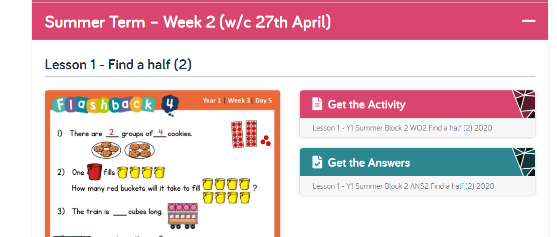 Summer Term – Week 2 (w/c 27th April)
Lesson 1 - Find a half (2)
Flashback 4
Year 1 | Week 3 | Day 5
1) There are 2 groups of 4 cookies.
2) One fills
How many red buckets will it take to fill ?
3) The train is ___ cubes long.
Get the Activity
Lesson 1 - Y1 Summer Block 2 WO2 Find a half (2) 2020
Get the Answers
Lesson 1 - Y1 Summer Block 2 ANS2 Find a half (2) 2020